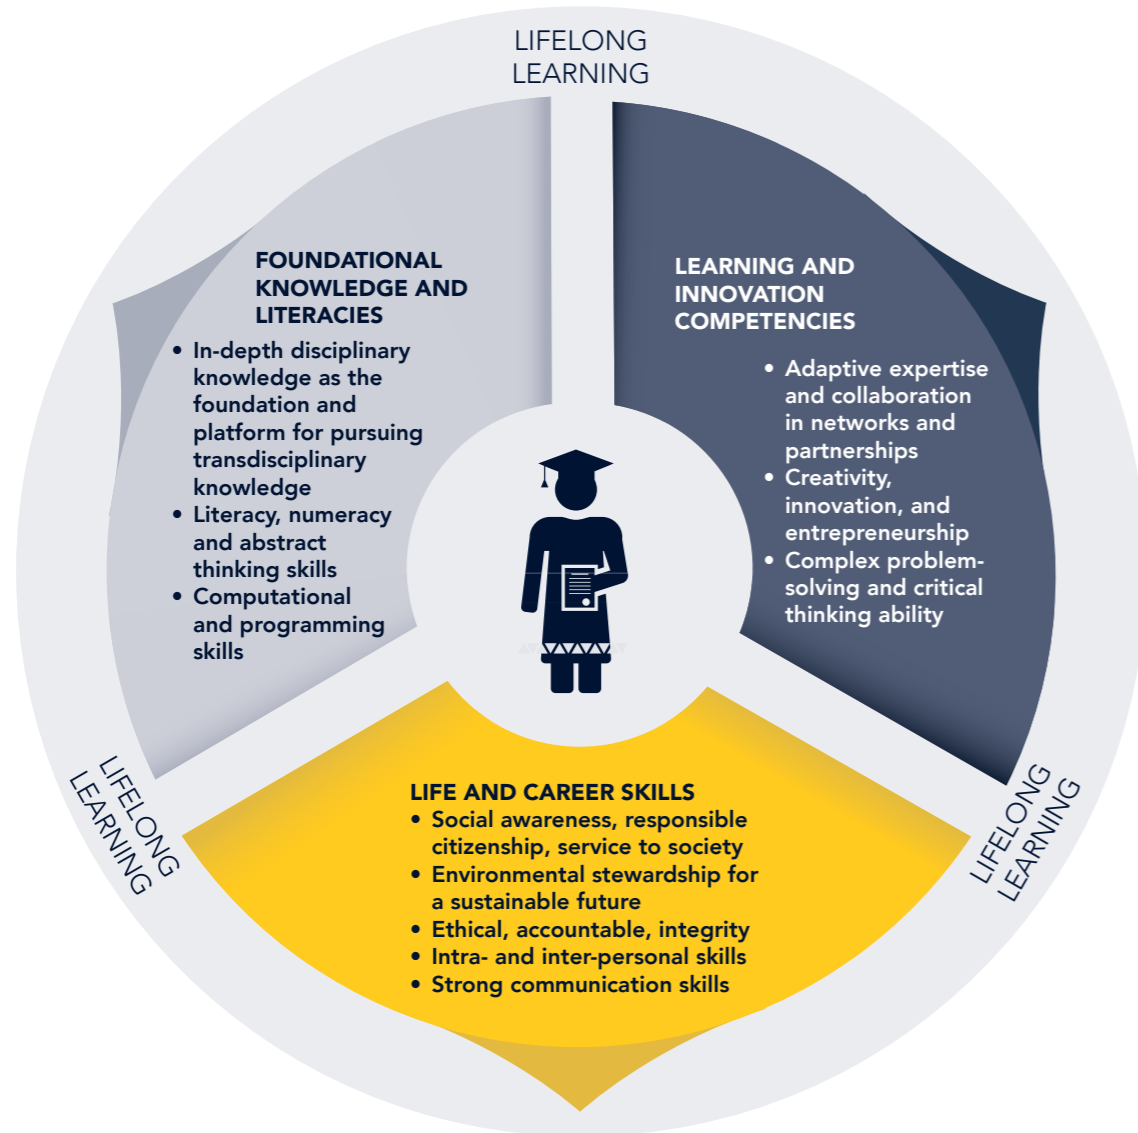 LIFELONG
LEARNING
FOUNDATIONAL
KNOWLEDGE AND
LITERACIES
• In-depth disciplinary
knowledge as the
foundation and
platform for pursuing
transdisciplinary
knowledge
• Literacy, numeracy
and abstract
thinking skills
• Computational
and programming
skills
LEARNING AND
INNOVATION
COMPETENCIES
• Adaptive expertise
and collaboration
in networks and
partnerships
• Creativity,
innovation, and
entrepreneurship
• Complex problem-
solving and critical
thinking ability
LIFELONG
LEARNING
LIFE AND CAREER SKILLS
• Social awareness, responsible
citizenship, service to society
• Environmental stewardship for
a sustainable future
• Ethical, accountable, integrity
• Intra- and inter-personal skills
• Strong communication skills
LIFELONG
LEARNING